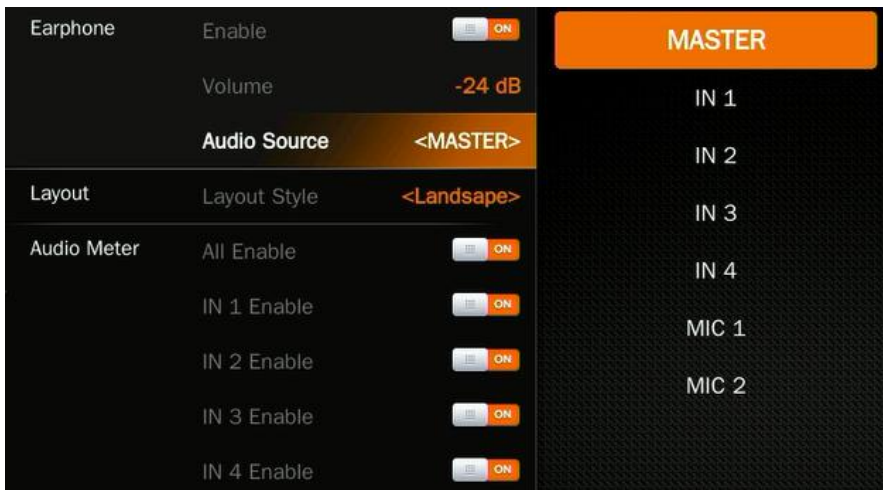 Earphone Enable ON
Volume -24 dB
Audio Source <MASTER>
Layout Layout Style <Landsape>
Audio Meter All Enable ON
IN 1 Enable ON
IN 2 Enable ON
IN 3 Enable ON
IN 4 Enable ON
MASTER
IN 1
IN 2
IN 3
IN 4
MIC 1
MIC 2